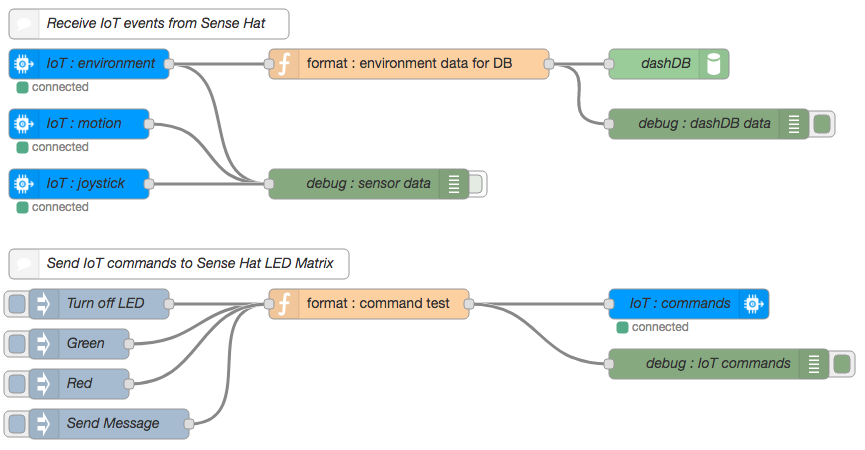 Receive IoT events from Sense Hat
IoT : environment
format : environment data for DB
dashDB
connected
IoT : motion
debug : dashDB data
connected
IoT : joystick
debug : sensor data
connected
Send IoT commands to Sense Hat LED Matrix
Turn off LED
format : command test
IoT : commands
connected
Green
debug : IoT commands
Red
Send Message